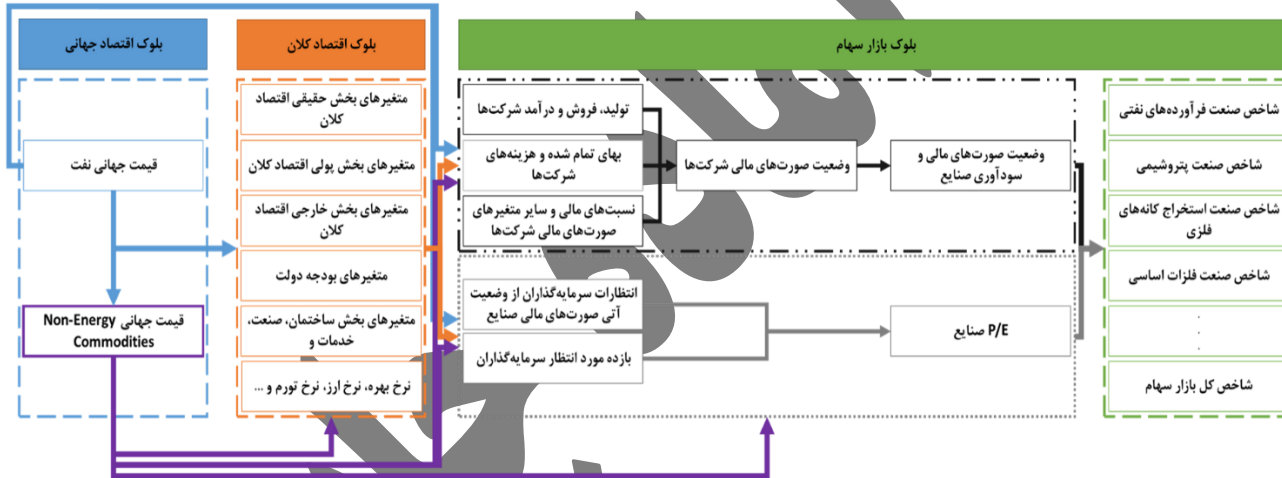 بلوک اقتصاد جهانی
قیمت جهانی نفت
قیمت جهانی Non-Energy
Commodities
بلوک اقتصاد کلان
متغیرهای بخش حقیقی اقتصاد
کلان
متغیرهای بخش پولی اقتصاد کلان
متغیرهای بخش خارجی اقتصاد
کلان
متغیرهای بودجه دولت
متغیرهای بخش ساختمان، صنعت،
خدمات و
نرخ بهره، نرخ ارز، نرخ تورم و ...
بلوک بازار سهام
تولید، فروش و درآمد شرکت‌ها
بهای تمام شده و هزینه‌های
شرکت‌ها
نسبت‌های مالی و سایر متغیرهای
صورت‌های مالی شرکت‌ها
وضعیت صورت‌های مالی شرکت‌ها
وضعیت صورت‌های مالی و
سودآوری صنایع
انتظارات سرمایه‌گذاران از وضعیت
آتی صورت‌های مالی صنایع
بازده مورد انتظار سرمایه‌گذاران
P/E صنایع
شاخص صنعت فرآورده‌های نفتی
شاخص صنعت پتروشیمی
شاخص صنعت استخراج کانه‌های
فلزی
شاخص صنعت فلزات اساسی
.
.
شاخص کل بازار سهام